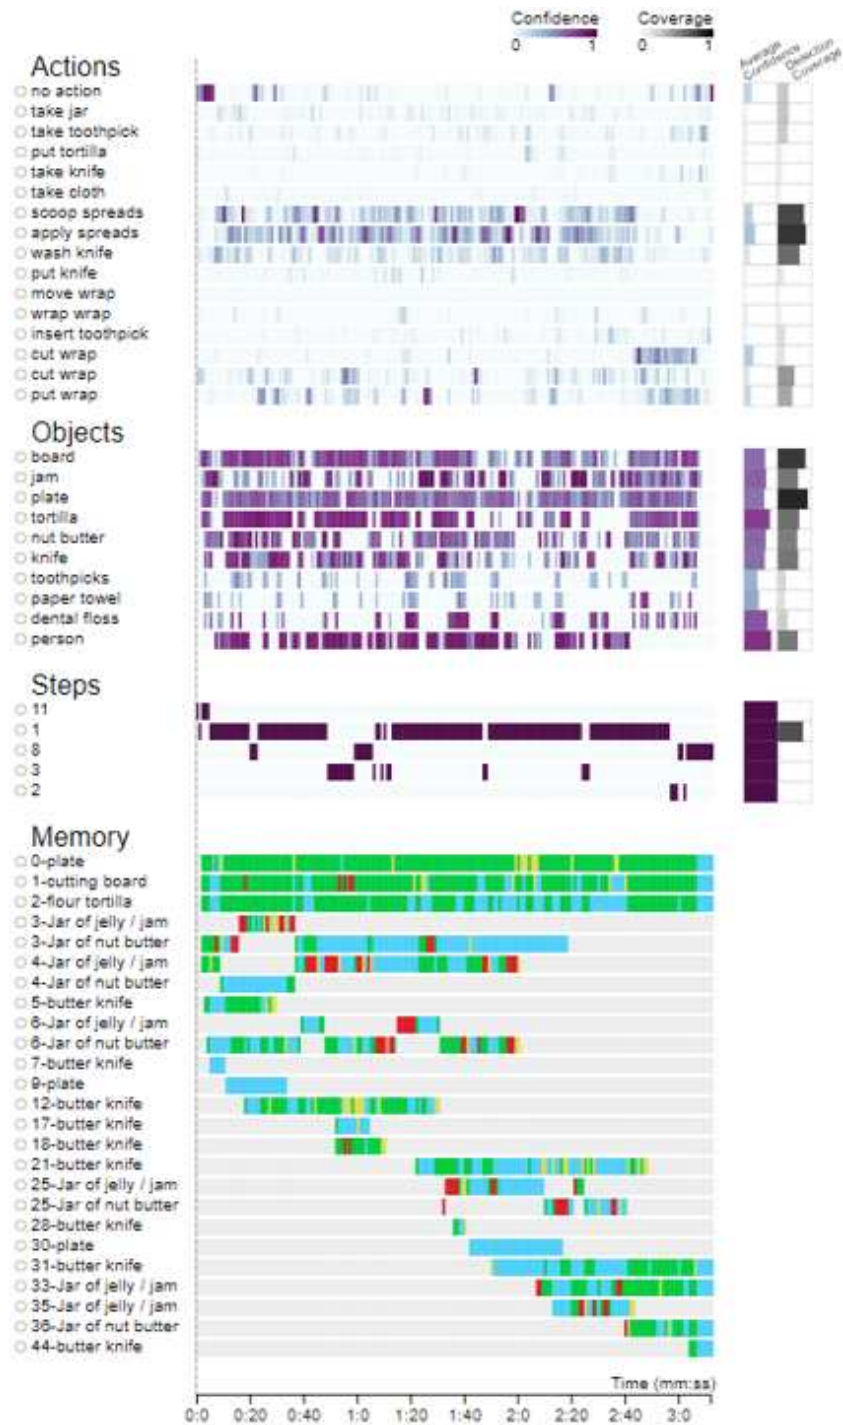 Confidence
0 1
Coverage
0 1
Average Confidence
Detection Coverage
Actions
no action
take jar
take toothpick
put tortilla
take knife
take cloth
scoop spreads
apply spreads
wash knife
put knife
move wrap
wrap wrap
insert toothpick
cut wrap
cut wrap
put wrap
Objects
board
jam
plate
tortilla
nut butter
knife
toothpicks
paper towel
dental floss
person
Steps
11
1
8
3
2
Memory
0-plate
1-cutting board
2-flour tortilla
3-Jar of jelly / jam
3-Jar of nut butter
4-Jar of jelly / jam
4-Jar of nut butter
5-butter knife
6-Jar of jelly / jam
6-Jar of nut butter
7-butter knife
9-plate
12-butter knife
17-butter knife
18-butter knife
21-butter knife
25-Jar of jelly / jam
25-Jar of nut butter
28-butter knife
30-plate
31-butter knife
33-Jar of jelly / jam
35-Jar of jelly / jam
36-Jar of nut butter
44-butter knife
Time (mm:ss)
0:0 0:20 0:40 1:0 1:20 1:40 2:0 2:20 2:40 3:0